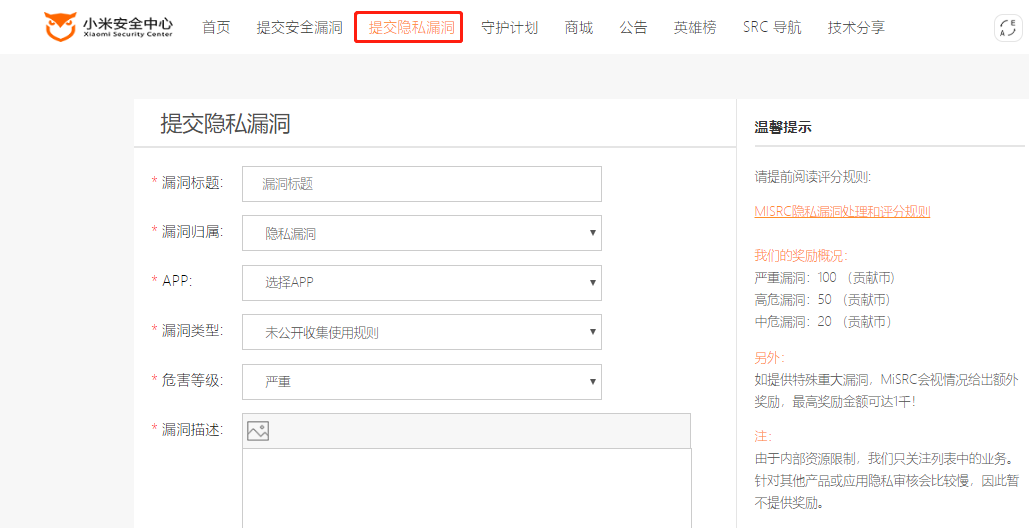 小米安全中心
Xiaomi Security Center
首页 提交安全漏洞 提交隐私漏洞 守护计划 商城 公告 英雄榜 SRC 导航 技术分享
E
A
提交隐私漏洞
* 漏洞标题: 漏洞标题
* 漏洞归属: 隐私漏洞
* APP: 选择APP
* 漏洞类型: 未公开收集使用规则
* 危害等级: 严重
* 漏洞描述:
温馨提示
请提前阅读评分规则:
MISRC隐私漏洞处理和评分规则
我们的奖励概况:
严重漏洞: 100 （贡献币）
高危漏洞: 50 （贡献币）
中危漏洞: 20 （贡献币）
另外:
如提供特殊重大漏洞，MiSRC会视情况给出额外
奖励，最高奖励金额可达1千!
注:
由于内部资源限制，我们只关注列表中的业务。
针对其他产品或应用隐私审核会比较慢，因此暂
不提供奖励。